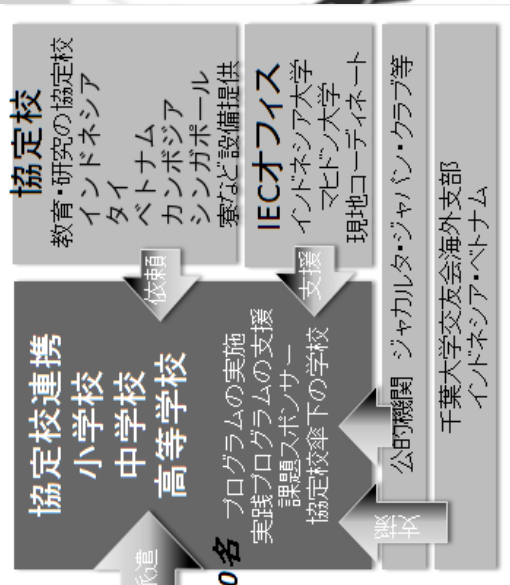 協定校連携
小学校
中学校
高等学校
派遣
0名
プログラムの実施
実践プログラムの支援
課題スポンサー
協定校傘下の学校
協定校
教育・研究の協定校
インドネシア
タイ
ベトナム
カンボジア
シンガポール
寮など設備提供
依頼
IECオフィス
インドネシア大学
マヒドン大学
現地コーディネート
支援
公的機関 ジャカルタ・ジャパン・クラブ等
支援
千葉大学交友会海外支部
インドネシア・ベトナム